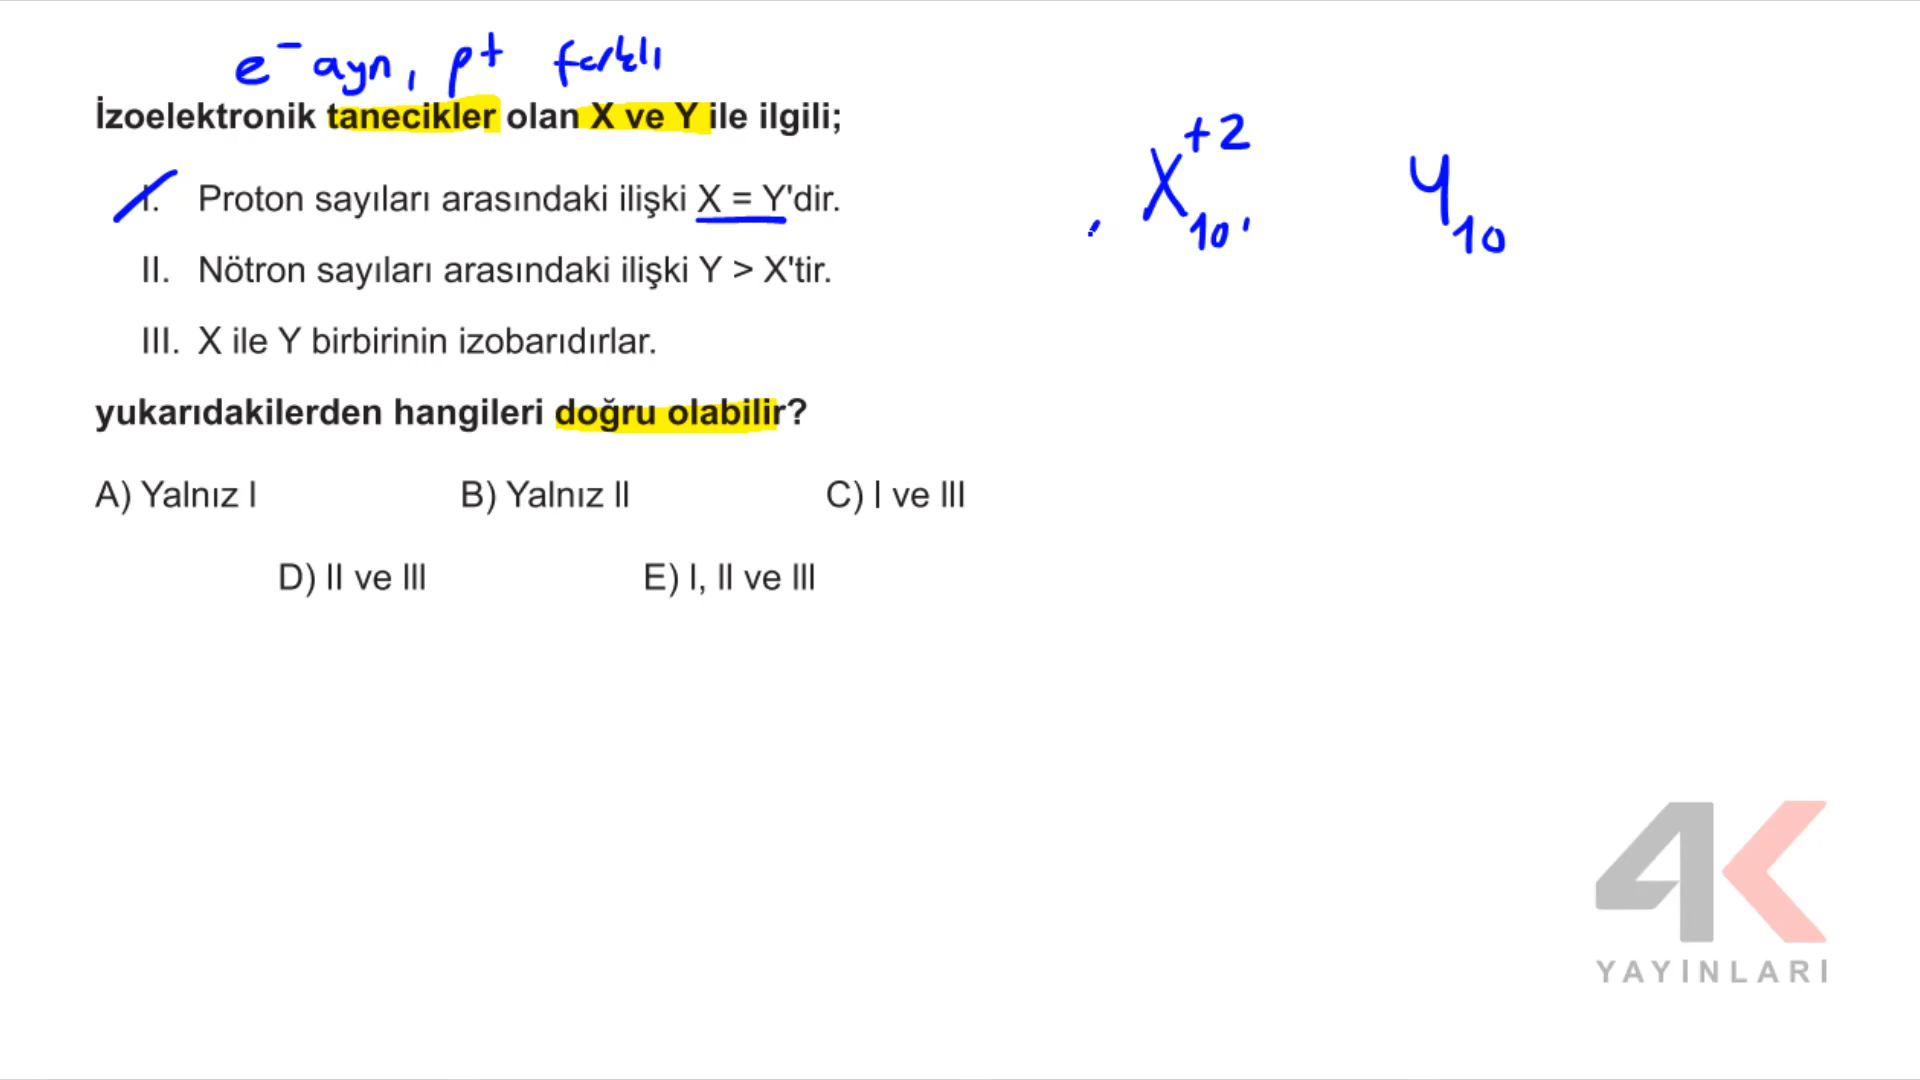 e⁻ ayn, p⁺ farklı
İzoelektronik tanecikler olan X ve Y ile ilgili;
I. Proton sayıları arasındaki ilişki X = Y'dir.
II. Nötron sayıları arasındaki ilişki Y > X'tir.
III. X ile Y birbirinin izobarıdırlar.
yukarıdakilerden hangileri doğru olabilir?
A) Yalnız I B) Yalnız II C) I ve III
D) II ve III E) I, II ve III
X⁺² ₁₀ Y₁₀
4K
YAYINLARI